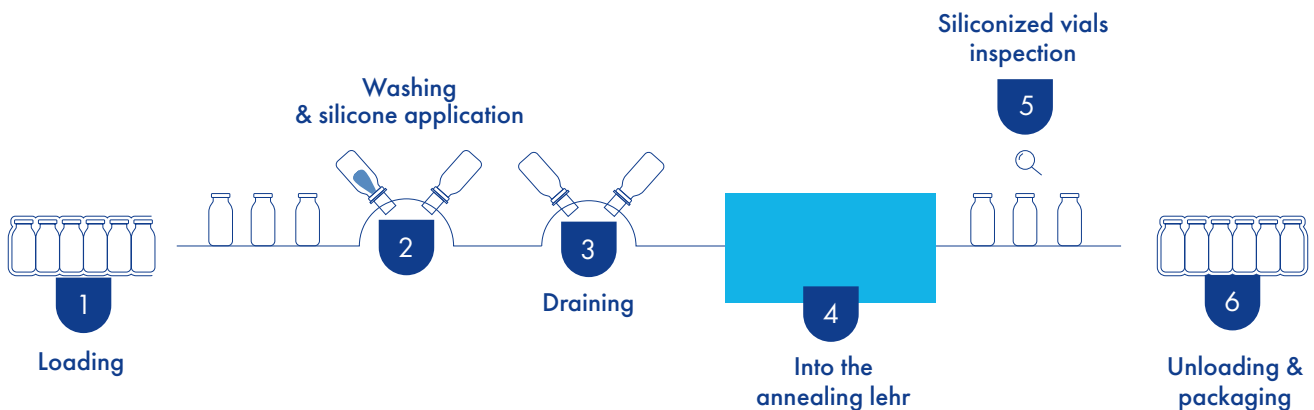 1
Loading
Washing
& silicone application
2
3
Draining
4
Into the
annealing lehr
Siliconized vials
inspection
5
6
Unloading &
packaging